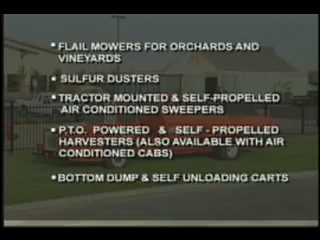 • FLAIL MOWERS FOR ORCHARDS AND
VINEYARDS
• SULFUR DUSTERS
• TRACTOR MOUNTED & SELF-PROPELLED
AIR CONDITIONED SWEEPERS
• P.T.O. POWERED & SELF - PROPELLED
HARVESTERS (ALSO AVAILABLE WITH AIR
CONDITIONED CABS)
• BOTTOM DUMP & SELF UNLOADING CARTS